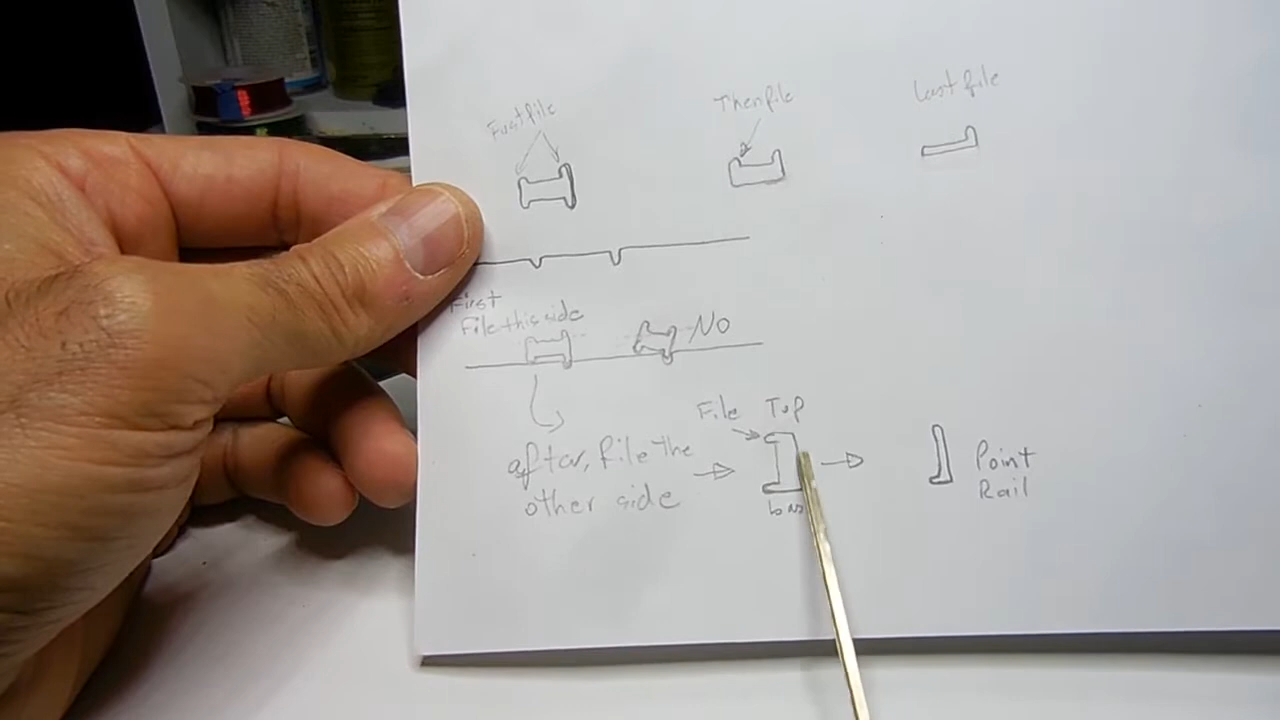 First file
Then file
Last file
First
File this side
No
after, file the
other side
File Top
Point
Rail